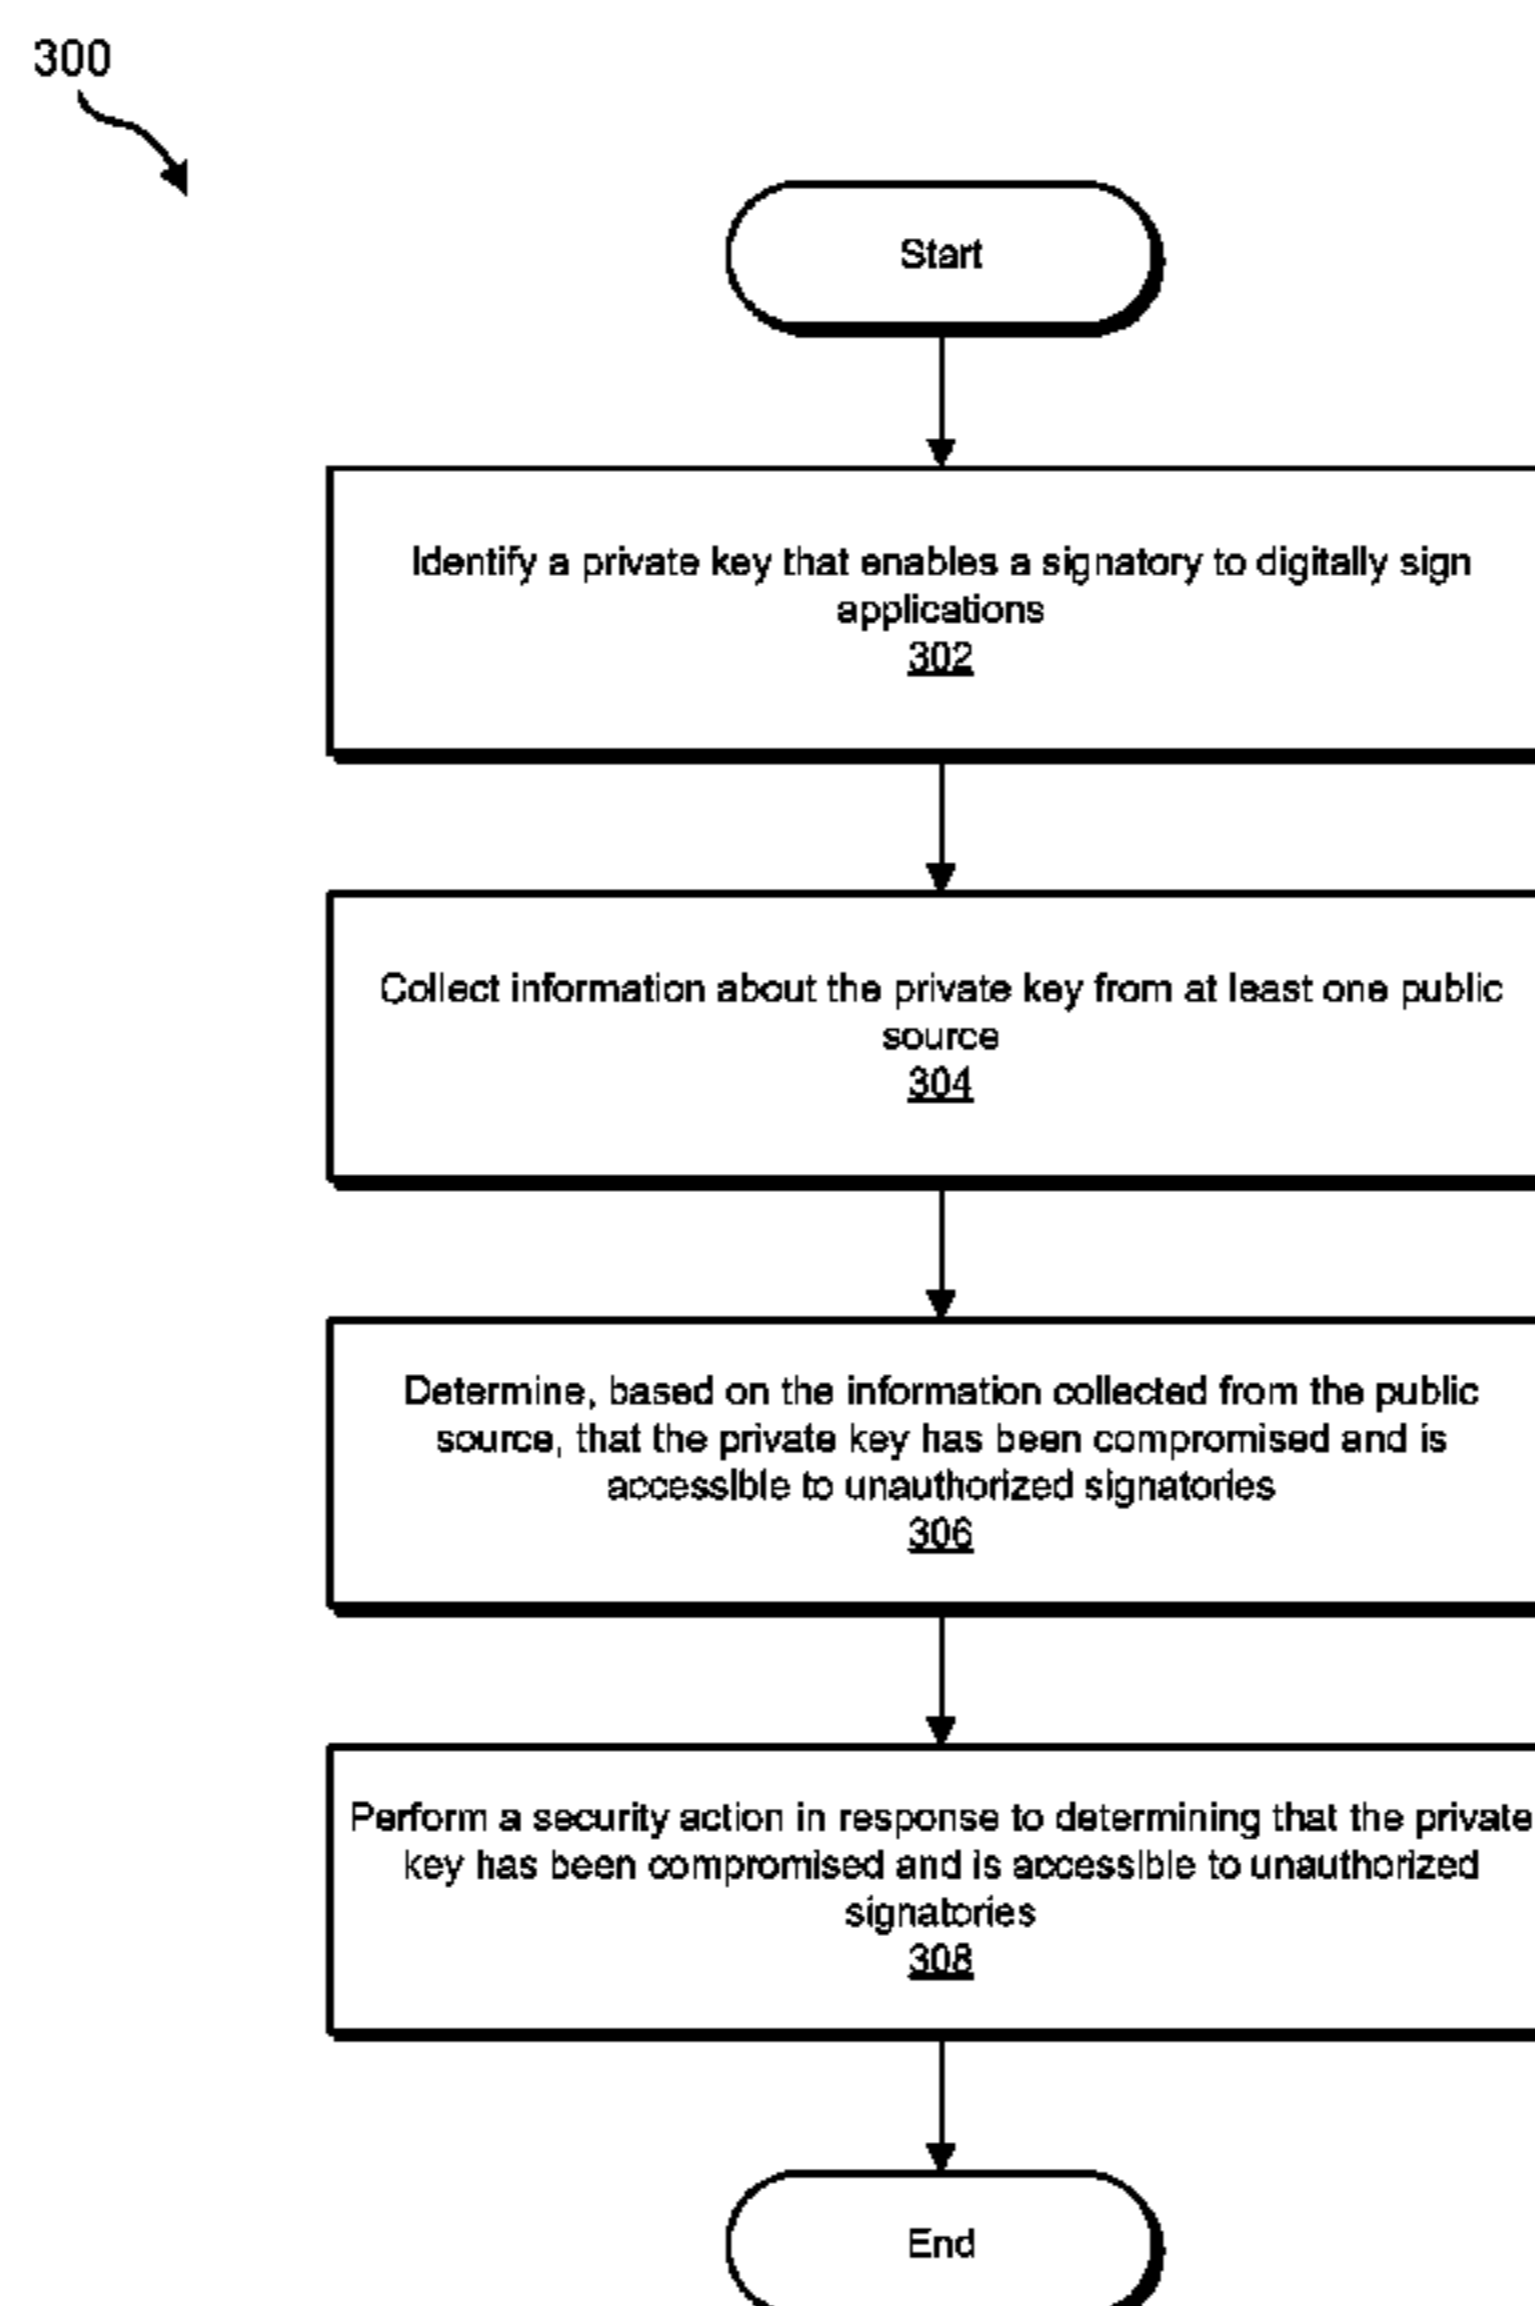 300
Start
Identify a private key that enables a signatory to digitally sign
applications
302
Collect information about the private key from at least one public
source
304
Determine, based on the information collected from the public
source, that the private key has been compromised and is
accessible to unauthorized signatories
306
Perform a security action in response to determining that the private
key has been compromised and is accessible to unauthorized
signatories
308
End